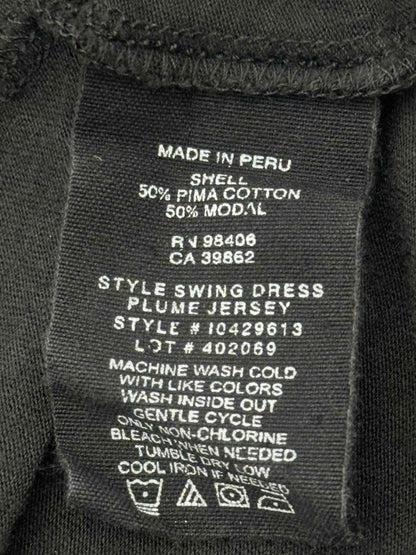 MADE IN PERU
SHELL
50% PIMA COTTON
50% MODAL
RN 98406
CA 39862
STYLE SWING DRESS
PLUME JERSEY
STYLE # 10429613
LOT # 402069
MACHINE WASH COLD
WITH LIKE COLORS
WASH INSIDE OUT
GENTLE CYCLE
ONLY NON-CHLORINE
BLEACH WHEN NEEDED
TUMBLE DRY LOW
COOL IRON IF NEEDED